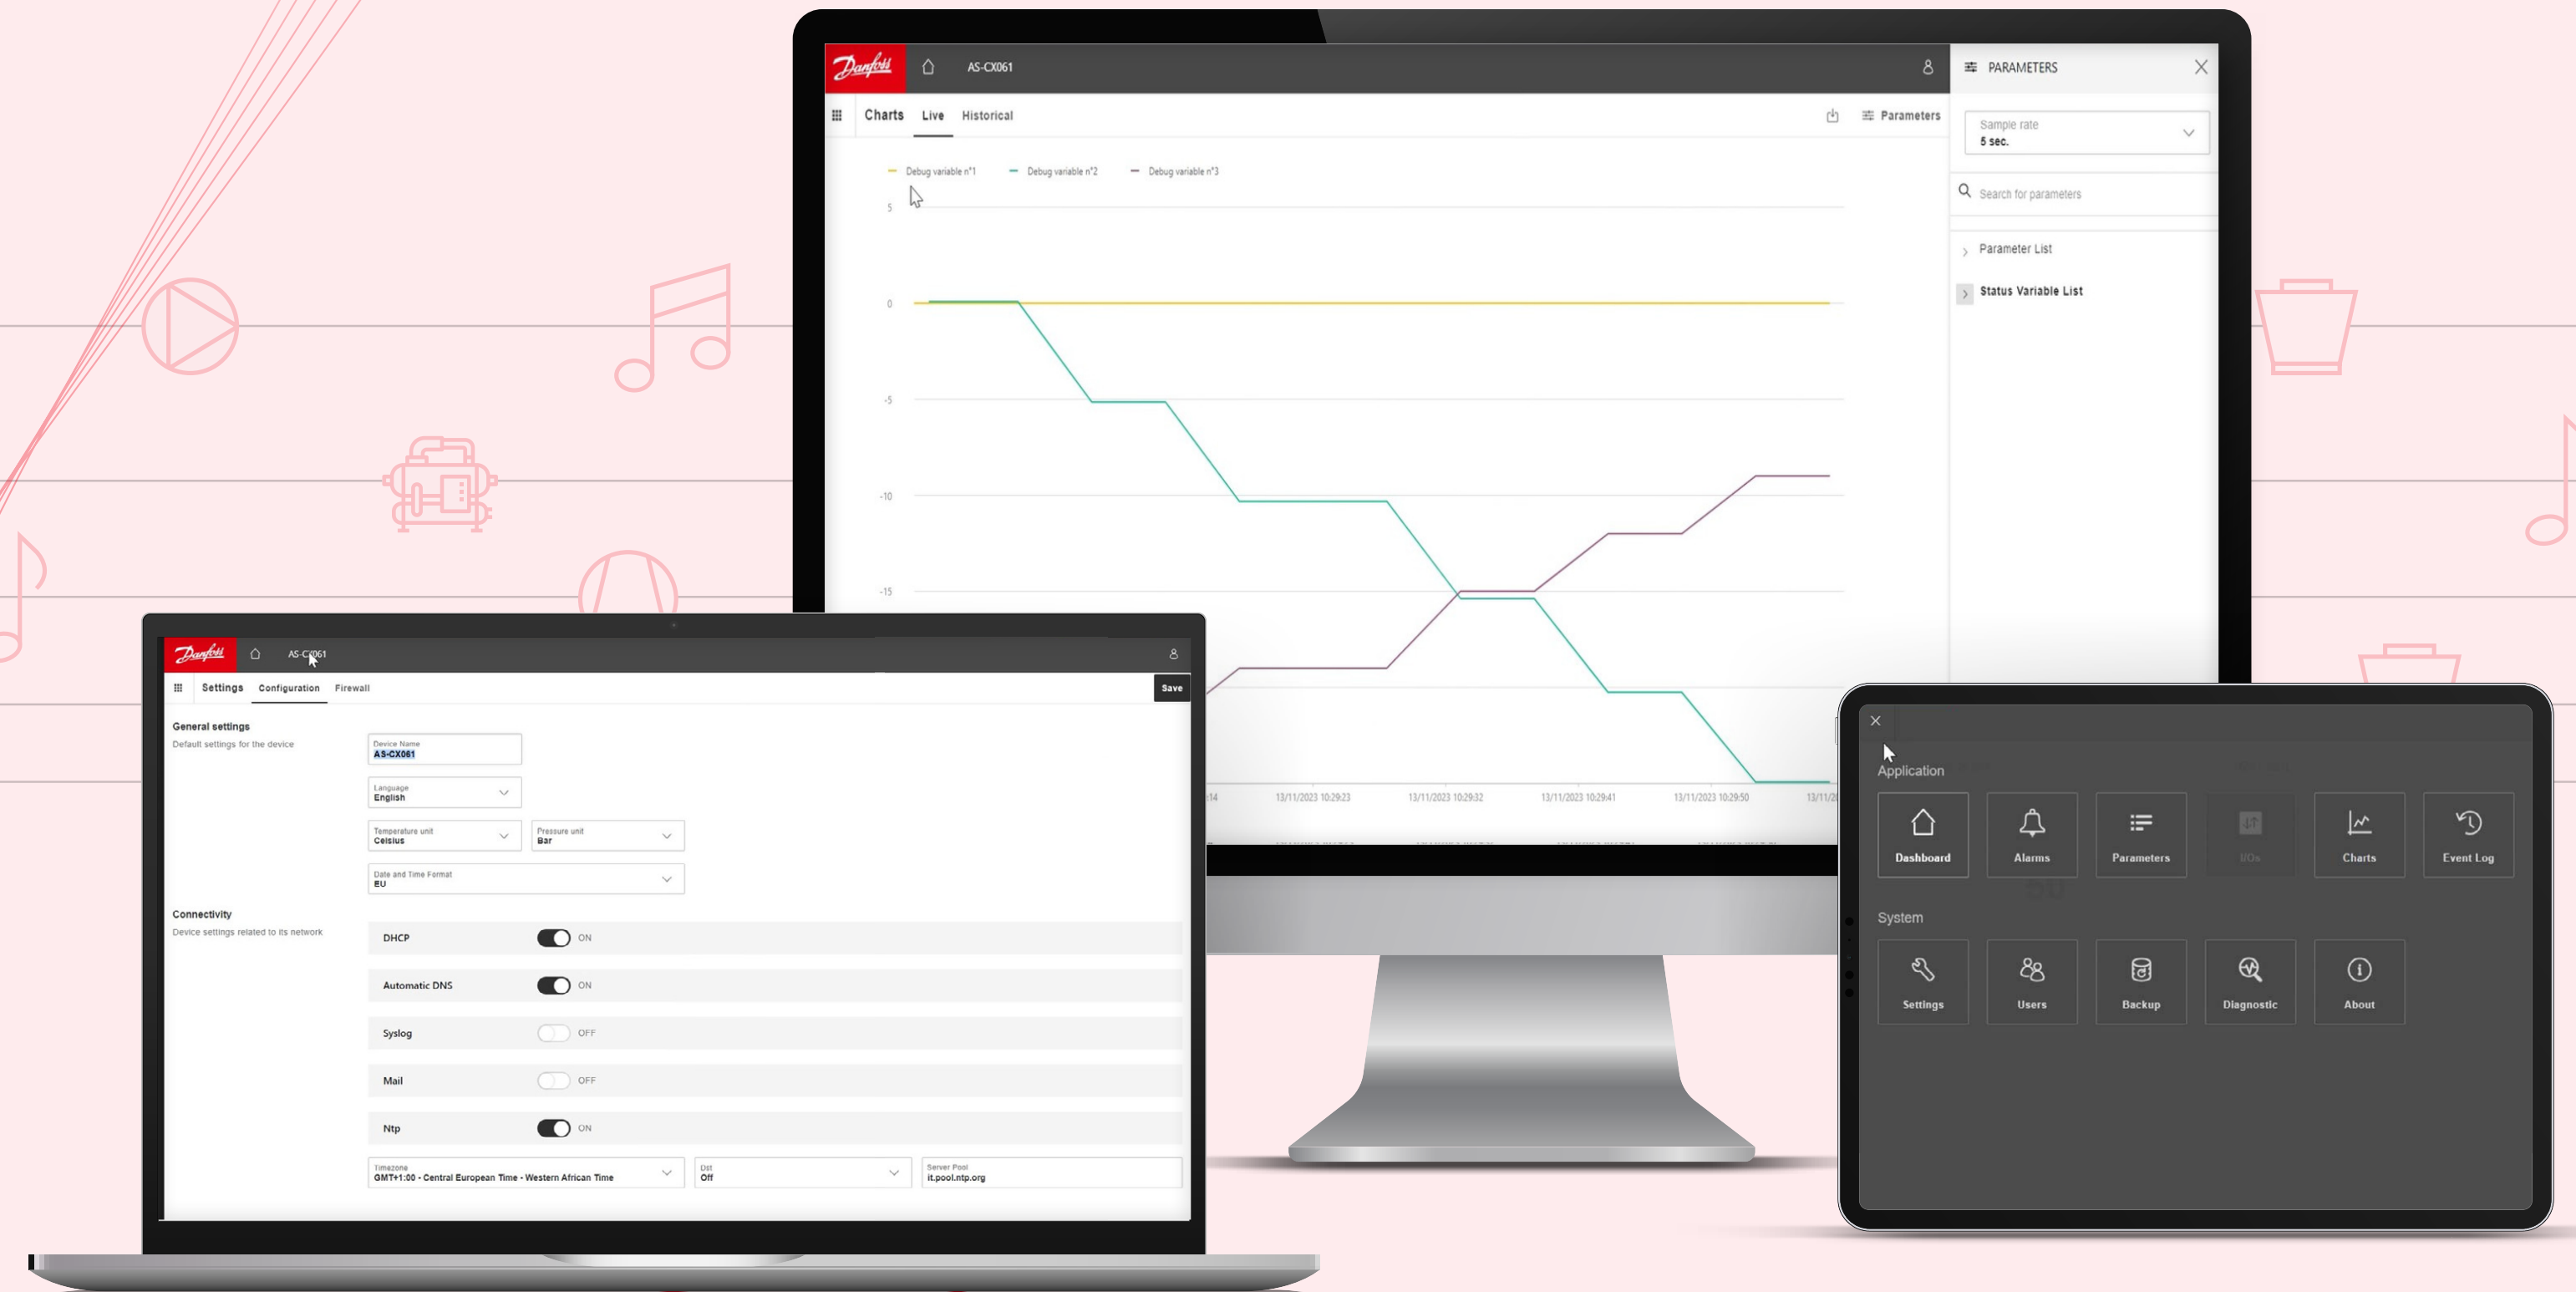 Danfoss
AS-CX061
Charts Live Historical
Parameters
Debug variable n°1 Debug variable n°2 Debug variable n°3
5
0
-5
-10
-15
:14 13/11/2023 10:29:23 13/11/2023 10:29:32 13/11/2023 10:29:41 13/11/2023 10:29:50
PARAMETERS
Sample rate
5 sec.
Search for parameters
Parameter List
Status Variable List
Danfoss
AS-CX061
Settings Configuration Firewall
Save
General settings
Default settings for the device
Device Name
AS-CX061
Language
English
Temperature unit
Celsius
Pressure unit
Bar
Date and Time Format
EU
Connectivity
Device settings related to its network
DHCP ON
Automatic DNS ON
Syslog OFF
Mail OFF
Ntp ON
Timezone
GMT+1:00 - Central European Time - Western African Time
Dst
Off
Server Pool
it.pool.ntp.org
Application
Dashboard Alarms Parameters I/Os Charts Event Log
System
Settings Users Backup Diagnostic About